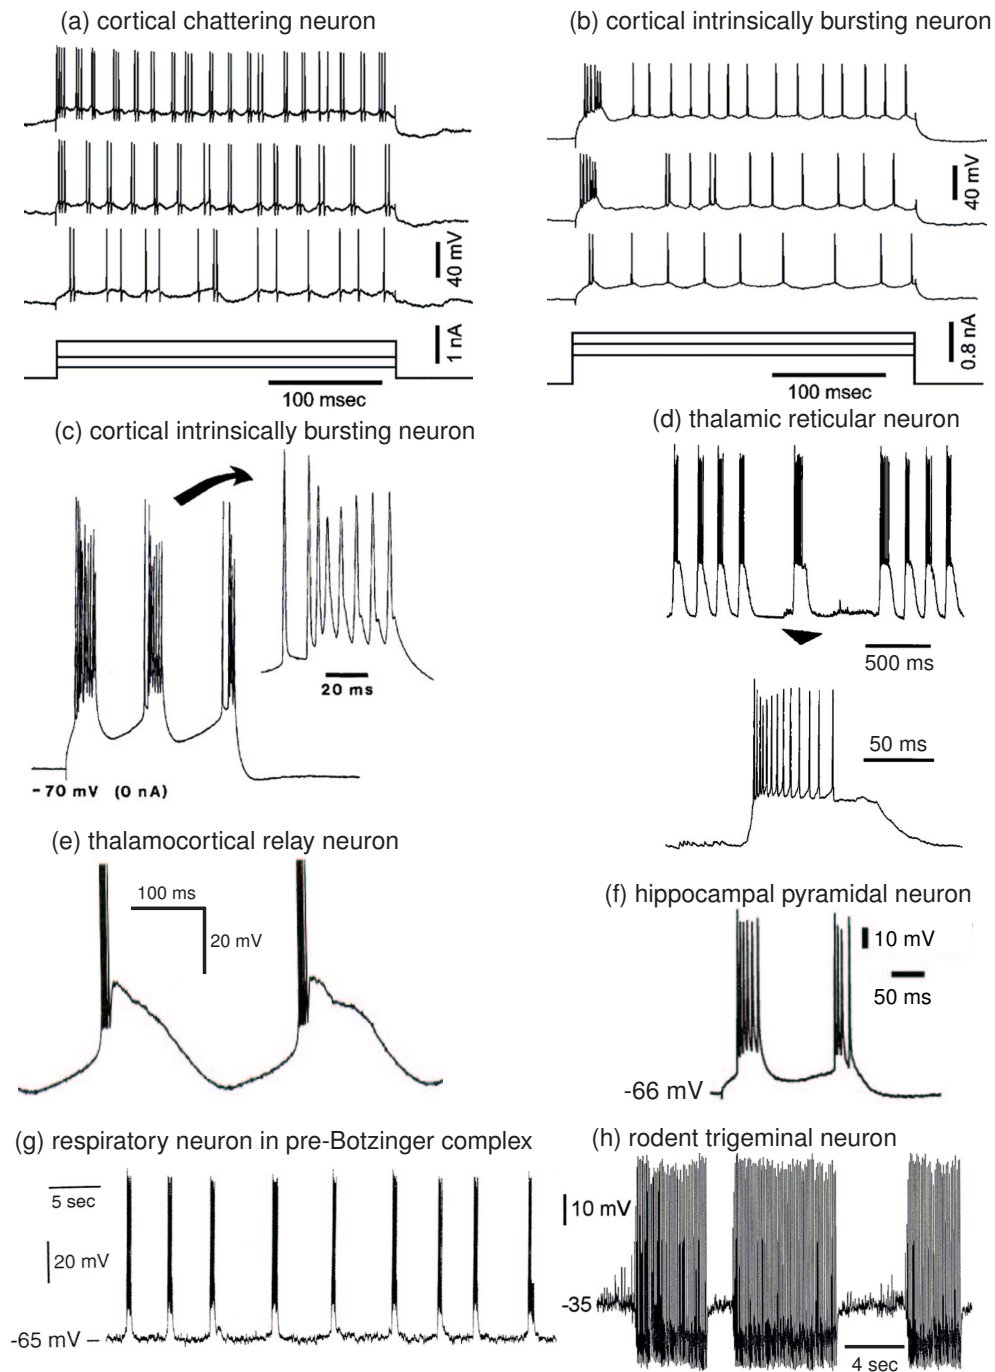 (a) cortical chattering neuron
40 mV
1 nA
100 msec
(b) cortical intrinsically bursting neuron
40 mV
0.8 nA
100 msec
(c) cortical intrinsically bursting neuron
20 ms
-70 mV (0 nA)
(d) thalamic reticular neuron
500 ms
50 ms
(e) thalamocortical relay neuron
100 ms
20 mV
(f) hippocampal pyramidal neuron
10 mV
50 ms
-66 mV
(g) respiratory neuron in pre-Botzinger complex
5 sec
20 mV
-65 mV
(h) rodent trigeminal neuron
10 mV
-35
4 sec